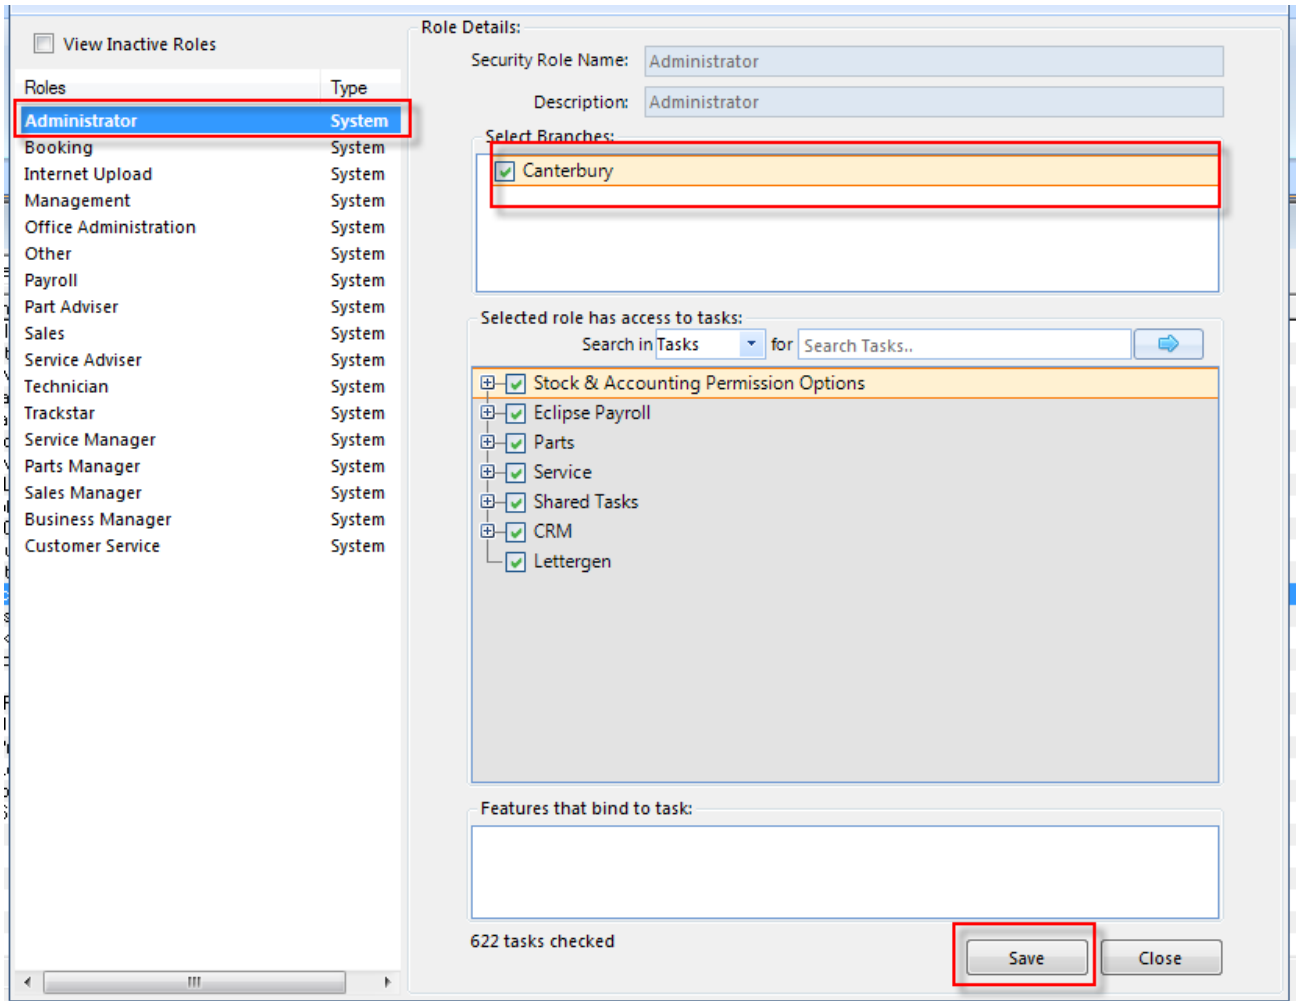 View Inactive Roles
Roles Type
Administrator System
Booking System
Internet Upload System
Management System
Office Administration System
Other System
Payroll System
Part Adviser System
Sales System
Service Adviser System
Technician System
Trackstar System
Service Manager System
Parts Manager System
Sales Manager System
Business Manager System
Customer Service System
Role Details:
Security Role Name: Administrator
Description: Administrator
Select Branches:
Canterbury
Selected role has access to tasks:
Search in Tasks for Search Tasks..
Stock & Accounting Permission Options
Eclipse Payroll
Parts
Service
Shared Tasks
CRM
Lettergen
Features that bind to task:
622 tasks checked
Save Close